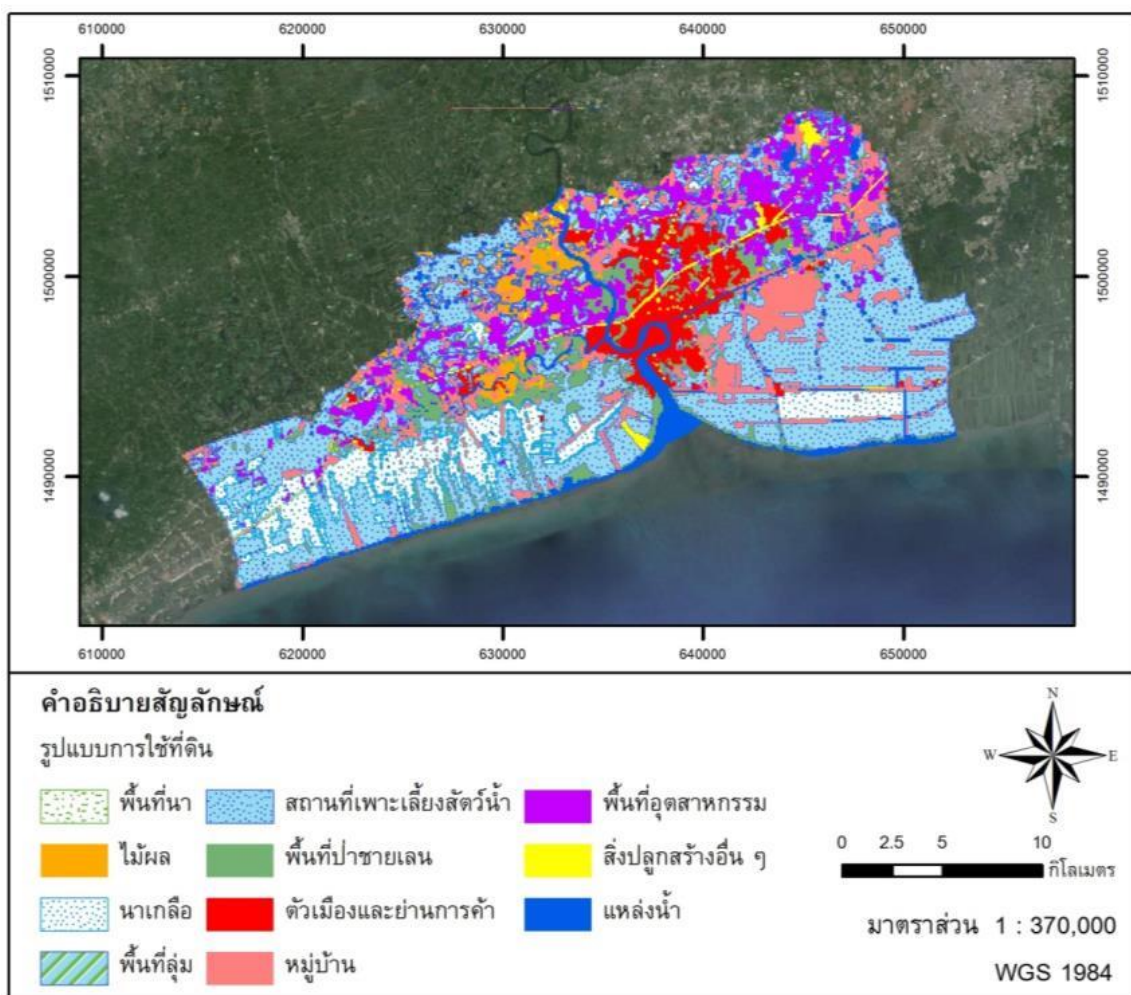 610000 620000 630000 640000 650000
1510000 1510000
1500000 1500000
1490000 1490000
610000 620000 630000 640000 650000
คำอธิบายสัญลักษณ์
รูปแบบการใช้ที่ดิน
พื้นที่นา สถานที่เพาะเลี้ยงสัตว์น้ำ พื้นที่อุตสาหกรรม
ไม้ผล พื้นที่ป่าชายเลน สิ่งปลูกสร้างอื่น ๆ
นาเกลือ ตัวเมืองและย่านการค้า แหล่งน้ำ
พื้นที่ลุ่ม หมู่บ้าน
N
W E
S
0 2.5 5 10
กิโลเมตร
มาตราส่วน 1 : 370,000
WGS 1984